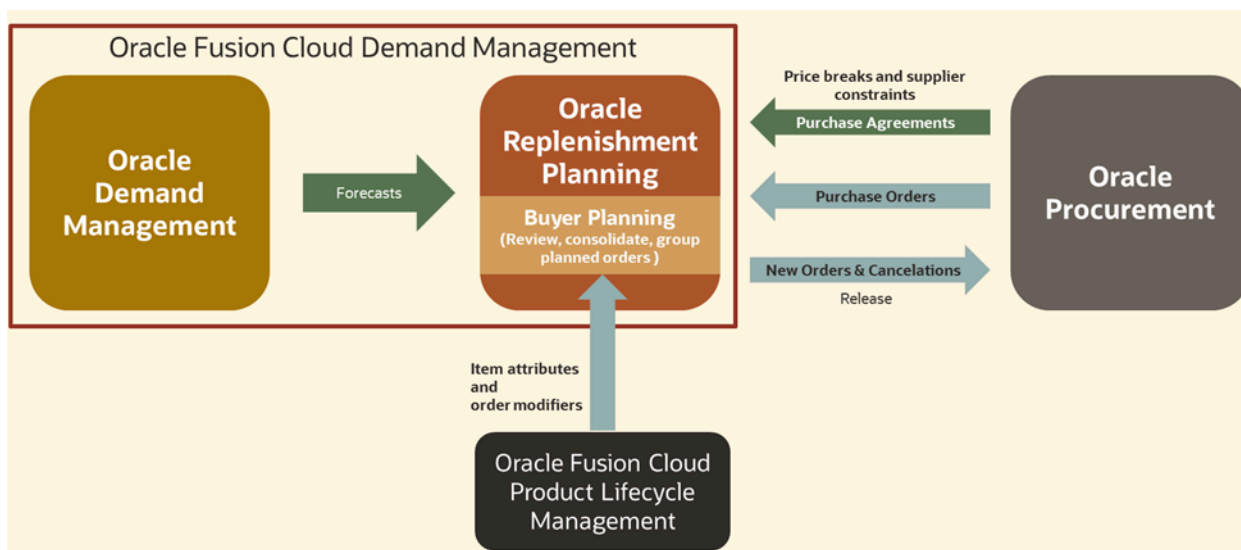 Oracle Fusion Cloud Demand Management
Oracle
Demand
Management
Forecasts
Oracle
Replenishment
Planning
Buyer Planning
(Review, consolidate, group
planned orders )
Price breaks and supplier
constraints
Purchase Agreements
Purchase Orders
New Orders & Cancelations
Release
Oracle
Procurement
Item attributes
and
order modifiers
Oracle Fusion Cloud
Product Lifecycle
Management